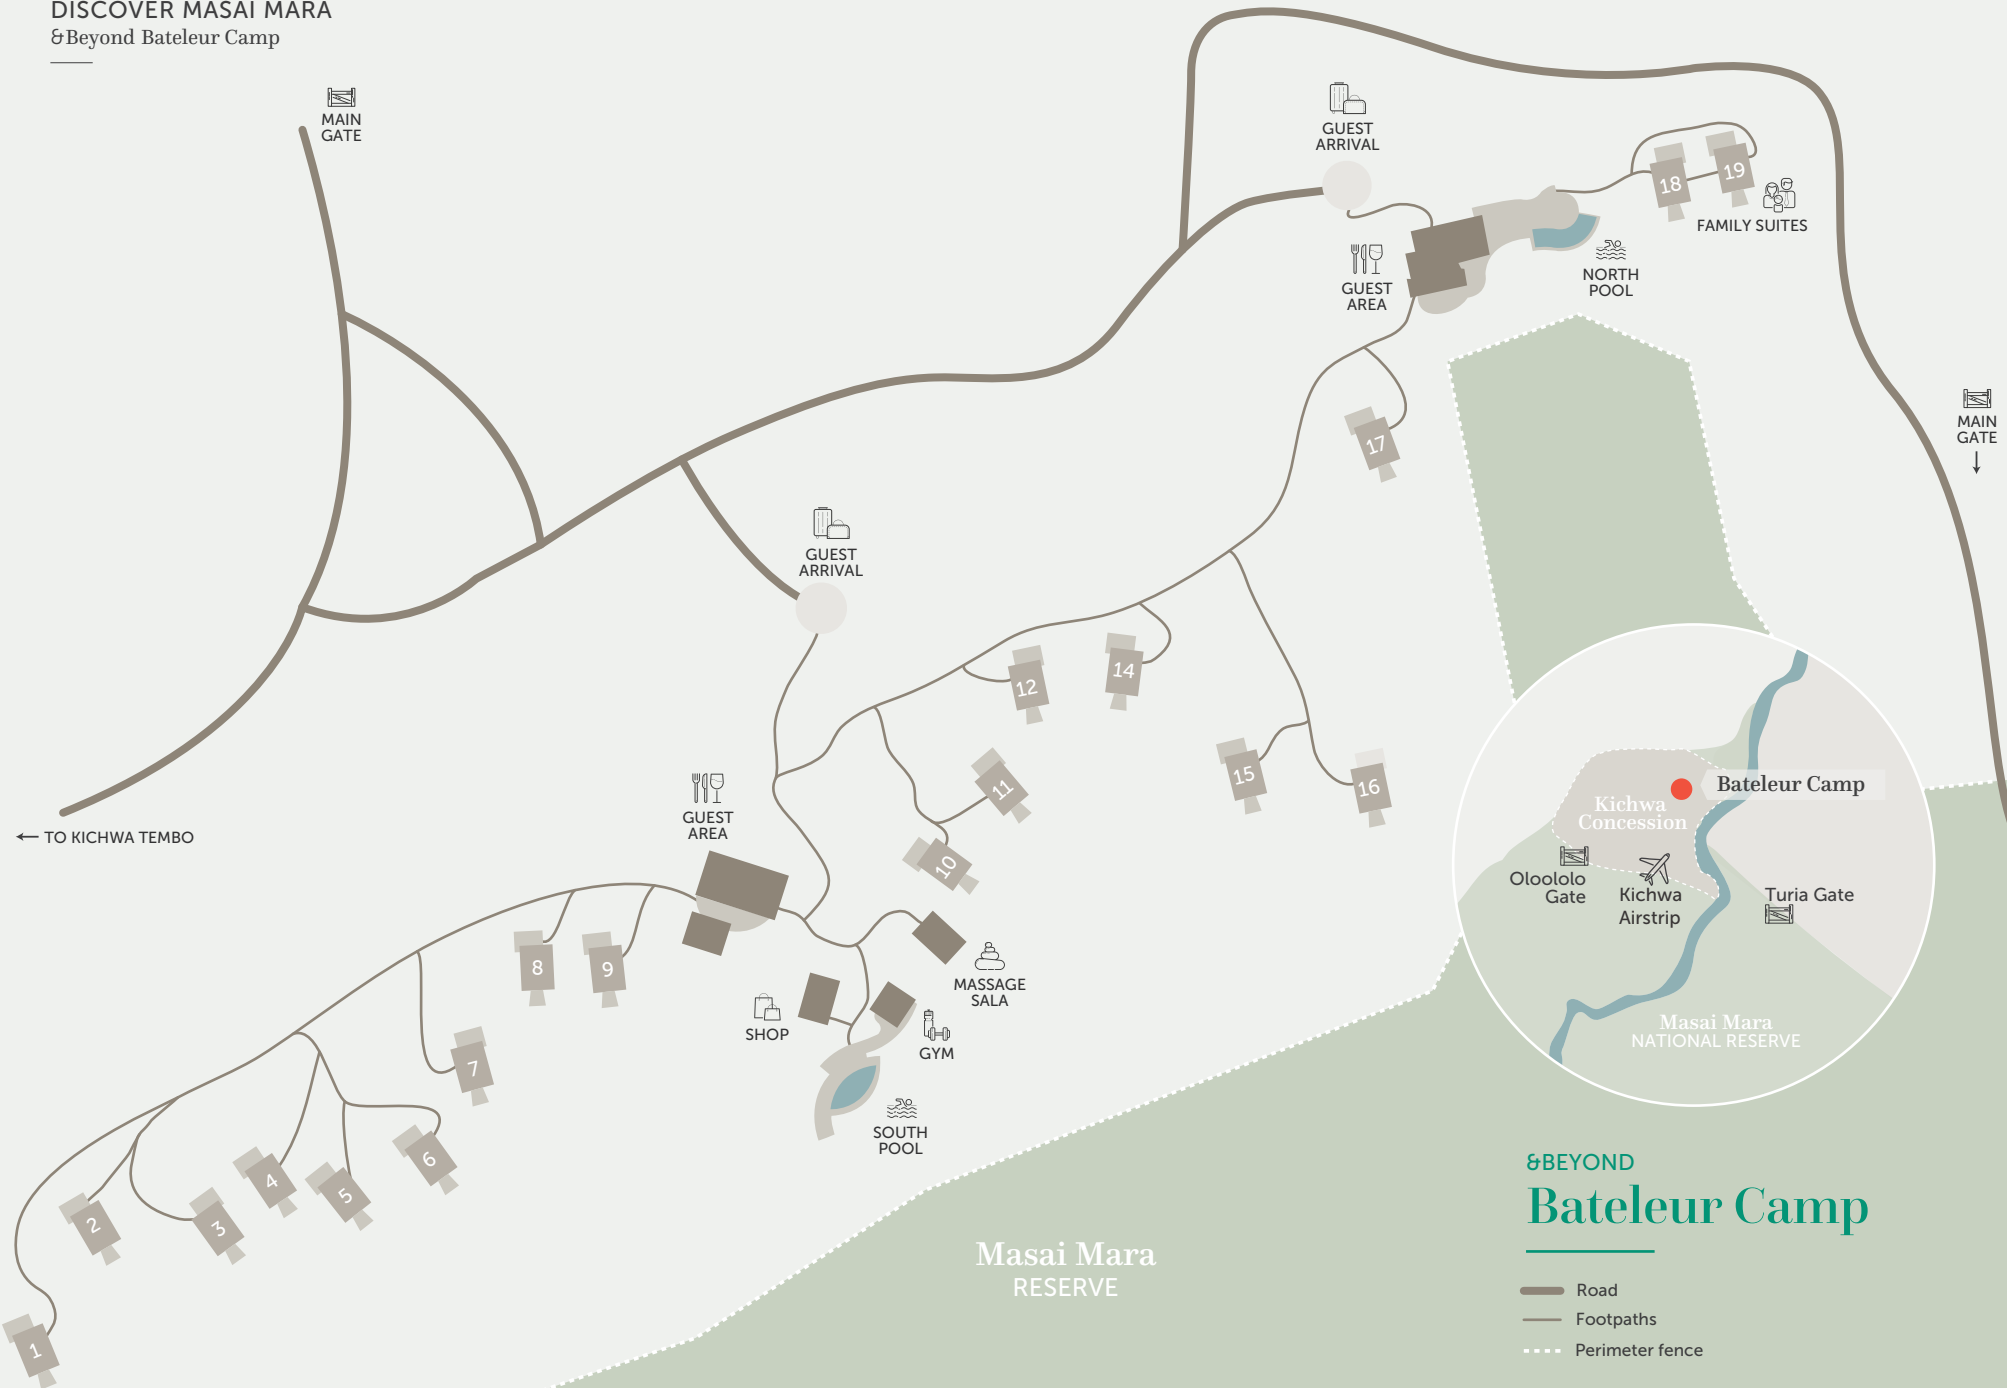 DISCOVER MASAI MARA
&Beyond Bateleur Camp
MAIN
GATE
GUEST
ARRIVAL
18
19
FAMILY SUITES
GUEST
AREA
NORTH
POOL
MAIN
GATE
17
GUEST
ARRIVAL
12
14
15
16
11
10
GUEST
AREA
← TO KICHWA TEMBO
8
9
7
MASSAGE
SALA
SHOP
GYM
SOUTH
POOL
6
5
4
3
2
1
Bateleur Camp
Kichwa
Concession
Oloololo
Gate
Kichwa
Airstrip
Turia Gate
Masai Mara
NATIONAL RESERVE
Masai Mara
RESERVE
&BEYOND
Bateleur Camp
Road
Footpaths
Perimeter fence